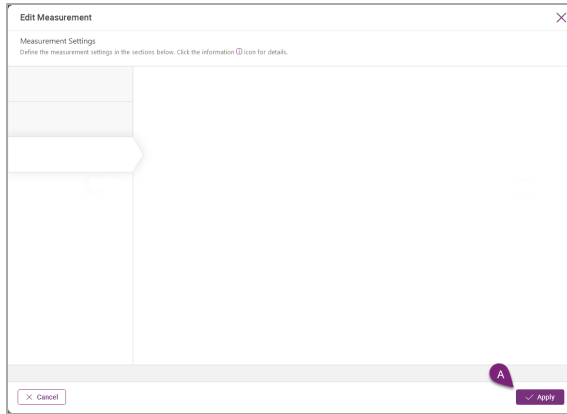 Edit Measurement
Measurement Settings
Define the measurement settings in the sections below. Click the information icon for details.
A
Cancel
Apply